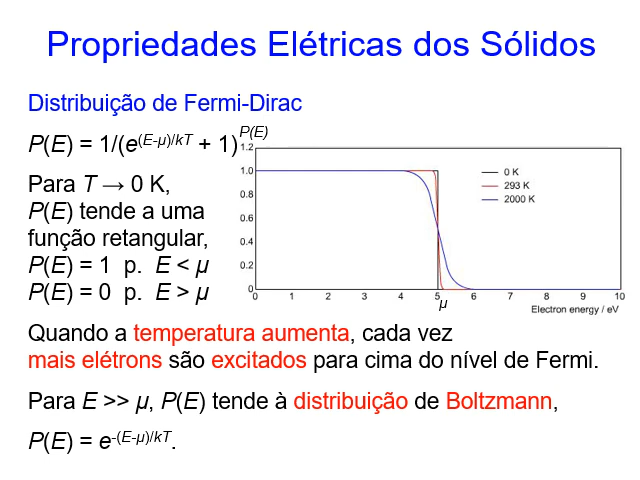 Propriedades Elétricas dos Sólidos
Distribuição de Fermi-Dirac
P(E) = 1/(e^(E-μ)/kT + 1)
Para T → 0 K,
P(E) tende a uma
função retangular,
P(E) = 1 p. E < μ
P(E) = 0 p. E > μ
P(E)
1.2
1.0
0.8
0.6
0.4
0.2
0
0 1 2 3 4 5 6 7 8 9 10
μ
Electron energy / eV
0 K
293 K
2000 K
Quando a temperatura aumenta, cada vez
mais elétrons são excitados para cima do nível de Fermi.
Para E >> μ, P(E) tende à distribuição de Boltzmann,
P(E) = e^-(E-μ)/kT.